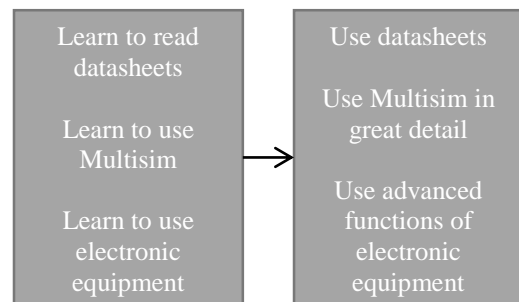 Learn to read
datasheets
Learn to use
Multisim
Learn to use
electronic
equipment
Use datasheets
Use Multisim in
great detail
Use advanced
functions of
electronic
equipment